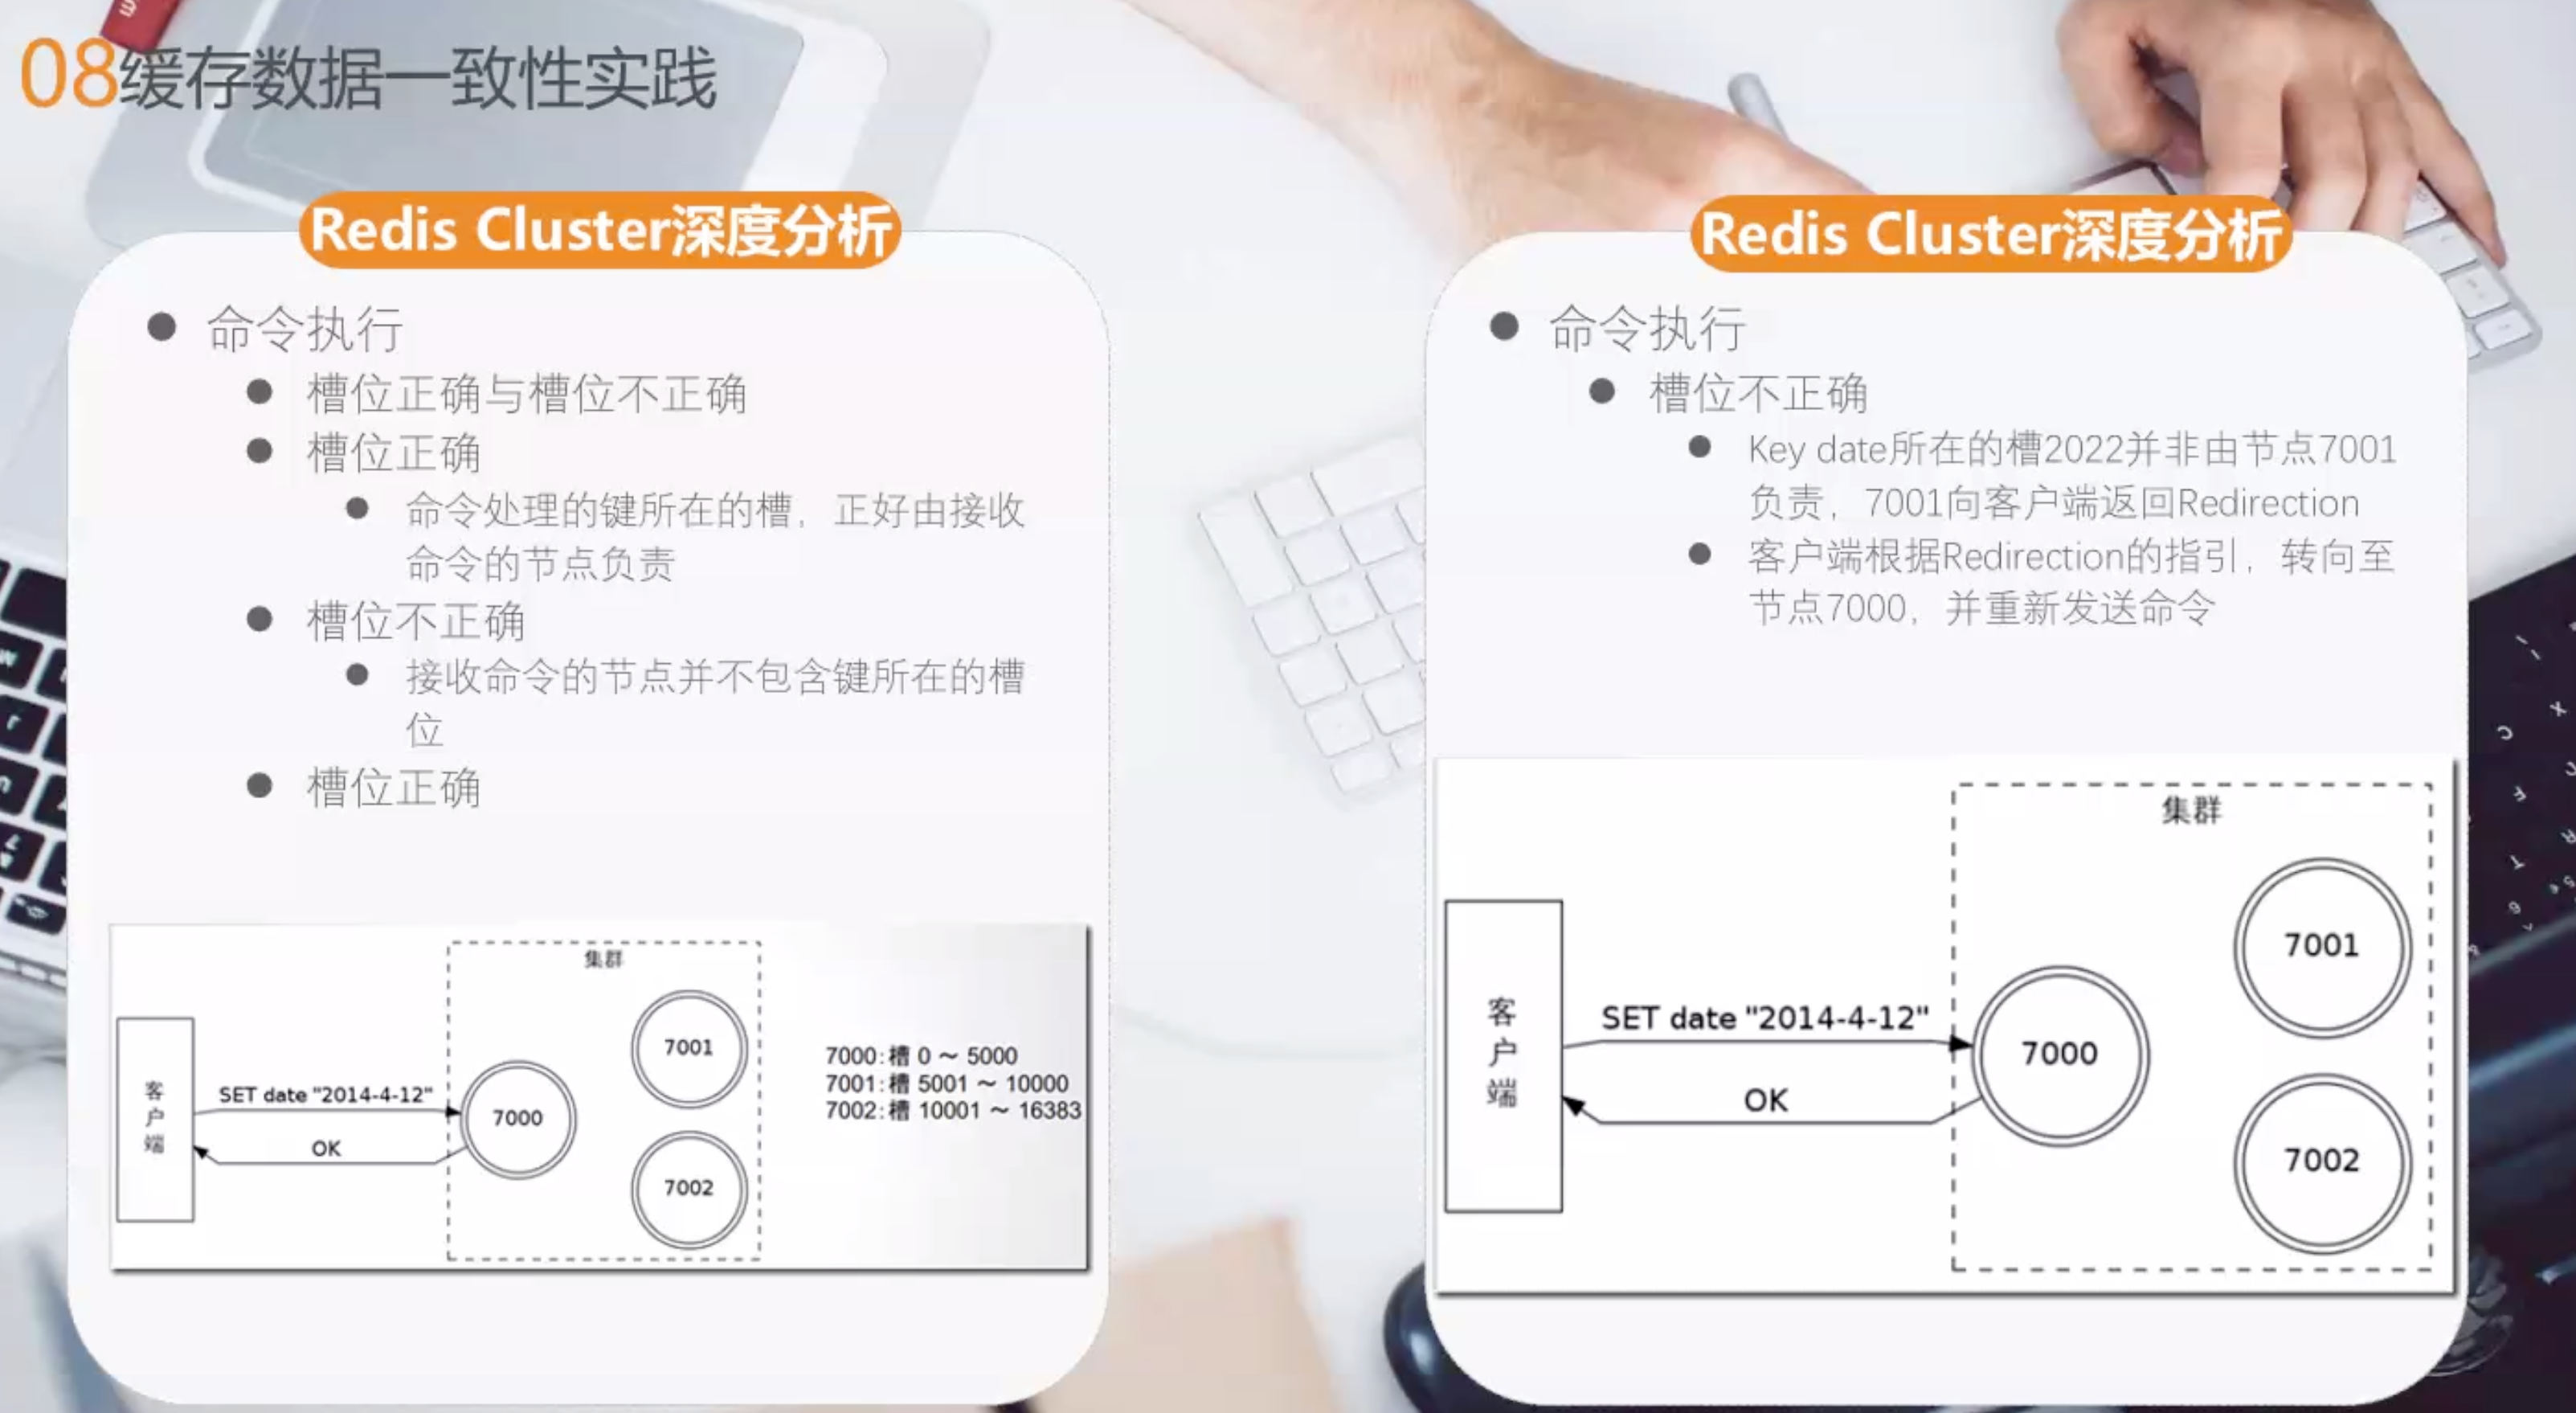 08缓存数据一致性实践
Redis Cluster深度分析
命令执行
槽位正确与槽位不正确
槽位正确
命令处理的键所在的槽，正好由接收
命令的节点负责
槽位不正确
接收命令的节点并不包含键所在的槽
位
槽位正确
集群
客户端
SET date "2014-4-12"
OK
7000
7001
7002
7000:槽 0 ～ 5000
7001:槽 5001 ～ 10000
7002:槽 10001 ～ 16383
Redis Cluster深度分析
命令执行
槽位不正确
Key date所在的槽2022并非由节点7001
负责，7001向客户端返回Redirection
客户端根据Redirection的指引，转向至
节点7000，并重新发送命令
集群
客户端
SET date "2014-4-12"
OK
7000
7001
7002